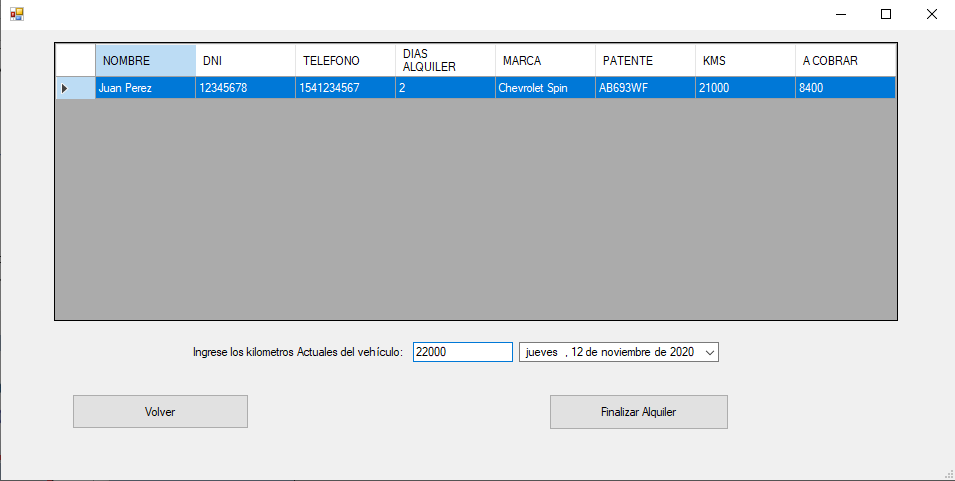 NOMBRE DNI TELEFONO DIAS ALQUILER MARCA PATENTE KMS A COBRAR
Juan Perez 12345678 1541234567 2 Chevrolet Spin AB693WF 21000 8400
Ingrese los kilometros Actuales del vehículo: 22000 jueves , 12 de noviembre de 2020
Volver Finalizar Alquiler